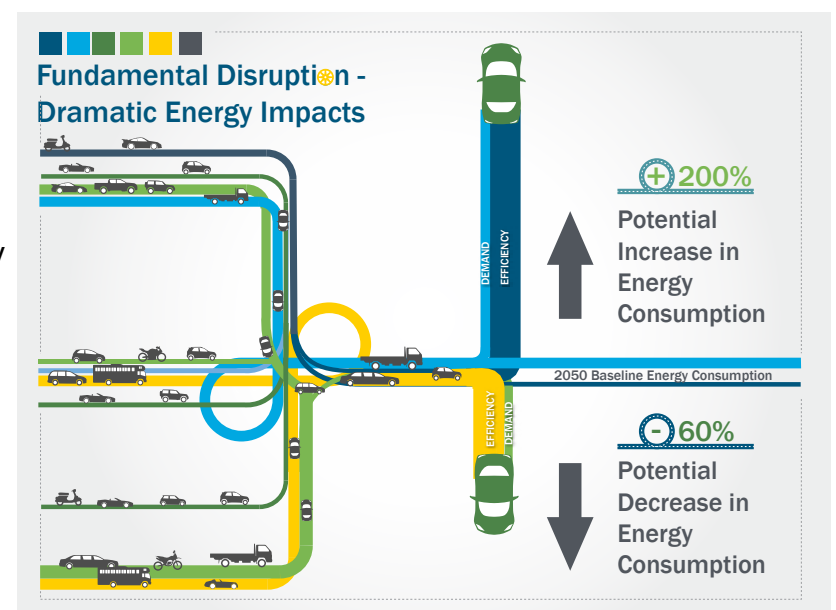 Fundamental Disruption -
Dramatic Energy Impacts
+ 200%
Potential
Increase in
Energy
Consumption
DEMAND
EFFICIENCY
2050 Baseline Energy Consumption
EFFICIENCY
DEMAND
- 60%
Potential
Decrease in
Energy
Consumption